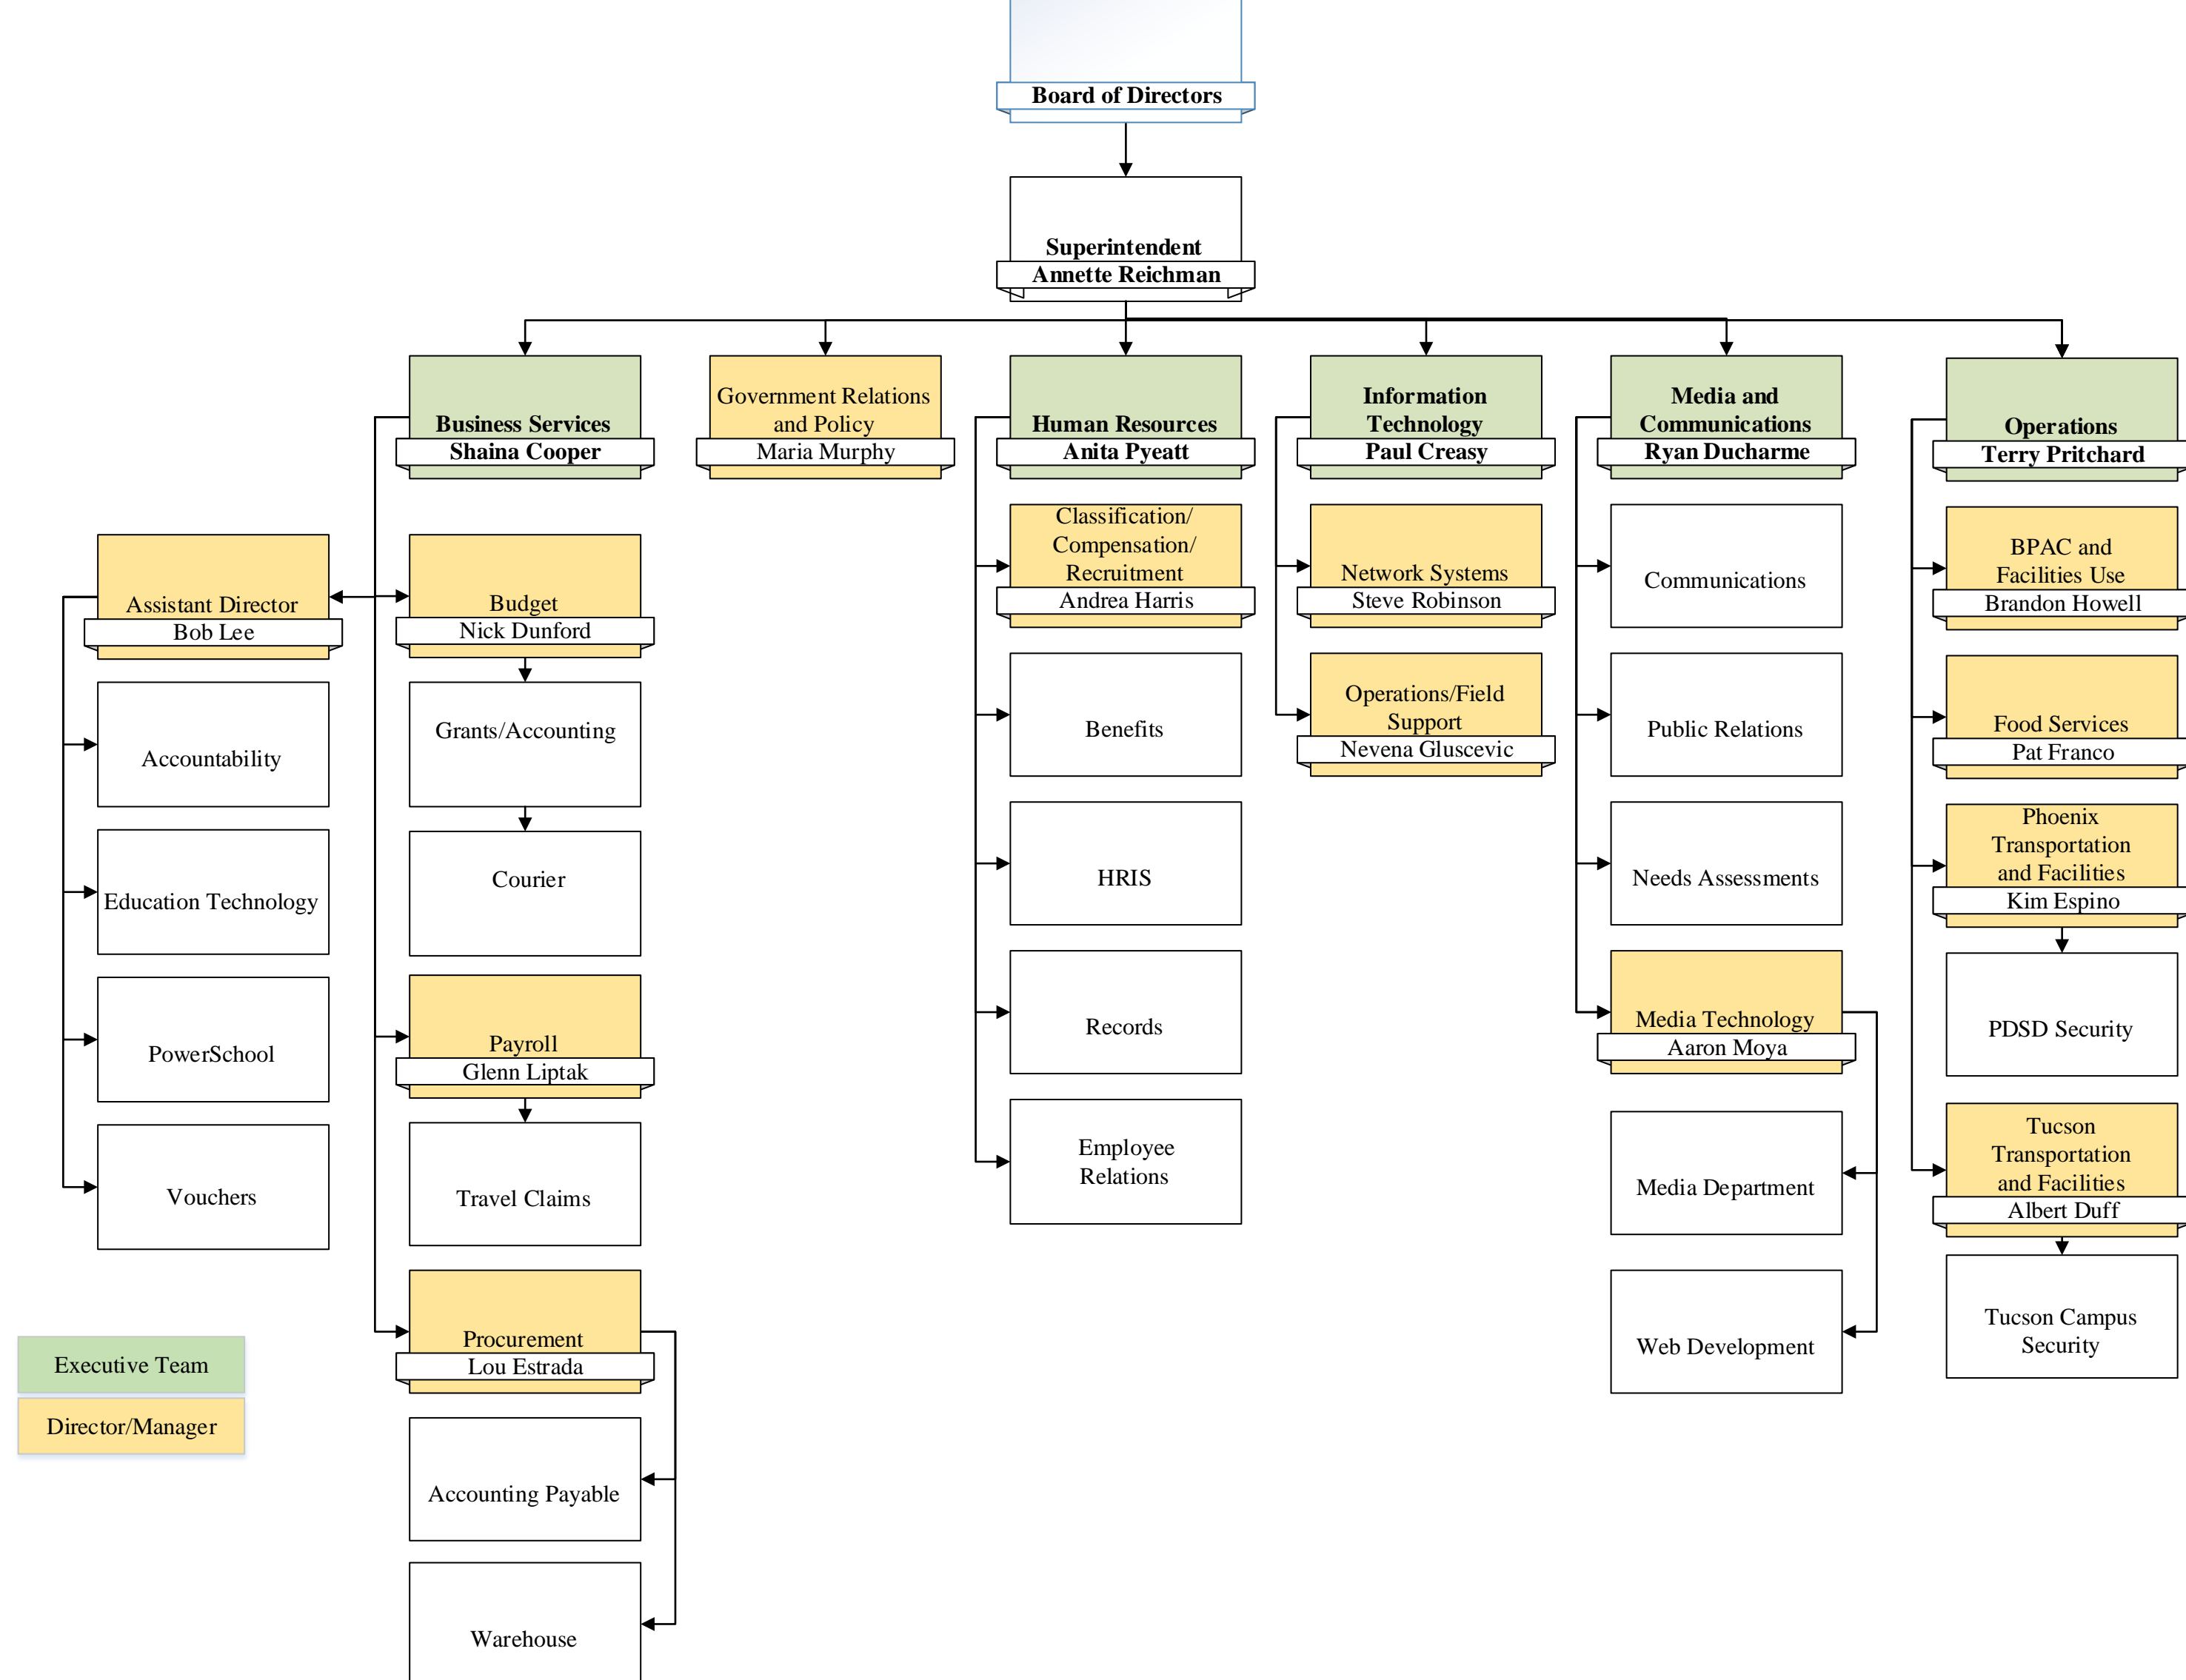 Board of Directors
Superintendent
Annette Reichman
Business Services
Shaina Cooper
Government Relations
and Policy
Maria Murphy
Human Resources
Anita Pyeatt
Information
Technology
Paul Creasy
Media and
Communications
Ryan Ducharme
Operations
Terry Pritchard
Assistant Director
Bob Lee
Accountability
Education Technology
PowerSchool
Vouchers
Budget
Nick Dunford
Grants/Accounting
Courier
Payroll
Glenn Liptak
Travel Claims
Procurement
Lou Estrada
Accounting Payable
Warehouse
Classification/
Compensation/
Recruitment
Andrea Harris
Benefits
HRIS
Records
Employee
Relations
Network Systems
Steve Robinson
Operations/Field
Support
Nevena Gluscevic
Communications
Public Relations
Needs Assessments
Media Technology
Aaron Moya
Media Department
Web Development
BPAC and
Facilities Use
Brandon Howell
Food Services
Pat Franco
Phoenix
Transportation
and Facilities
Kim Espino
PDSD Security
Tucson
Transportation
and Facilities
Albert Duff
Tucson Campus
Security
Executive Team
Director/Manager